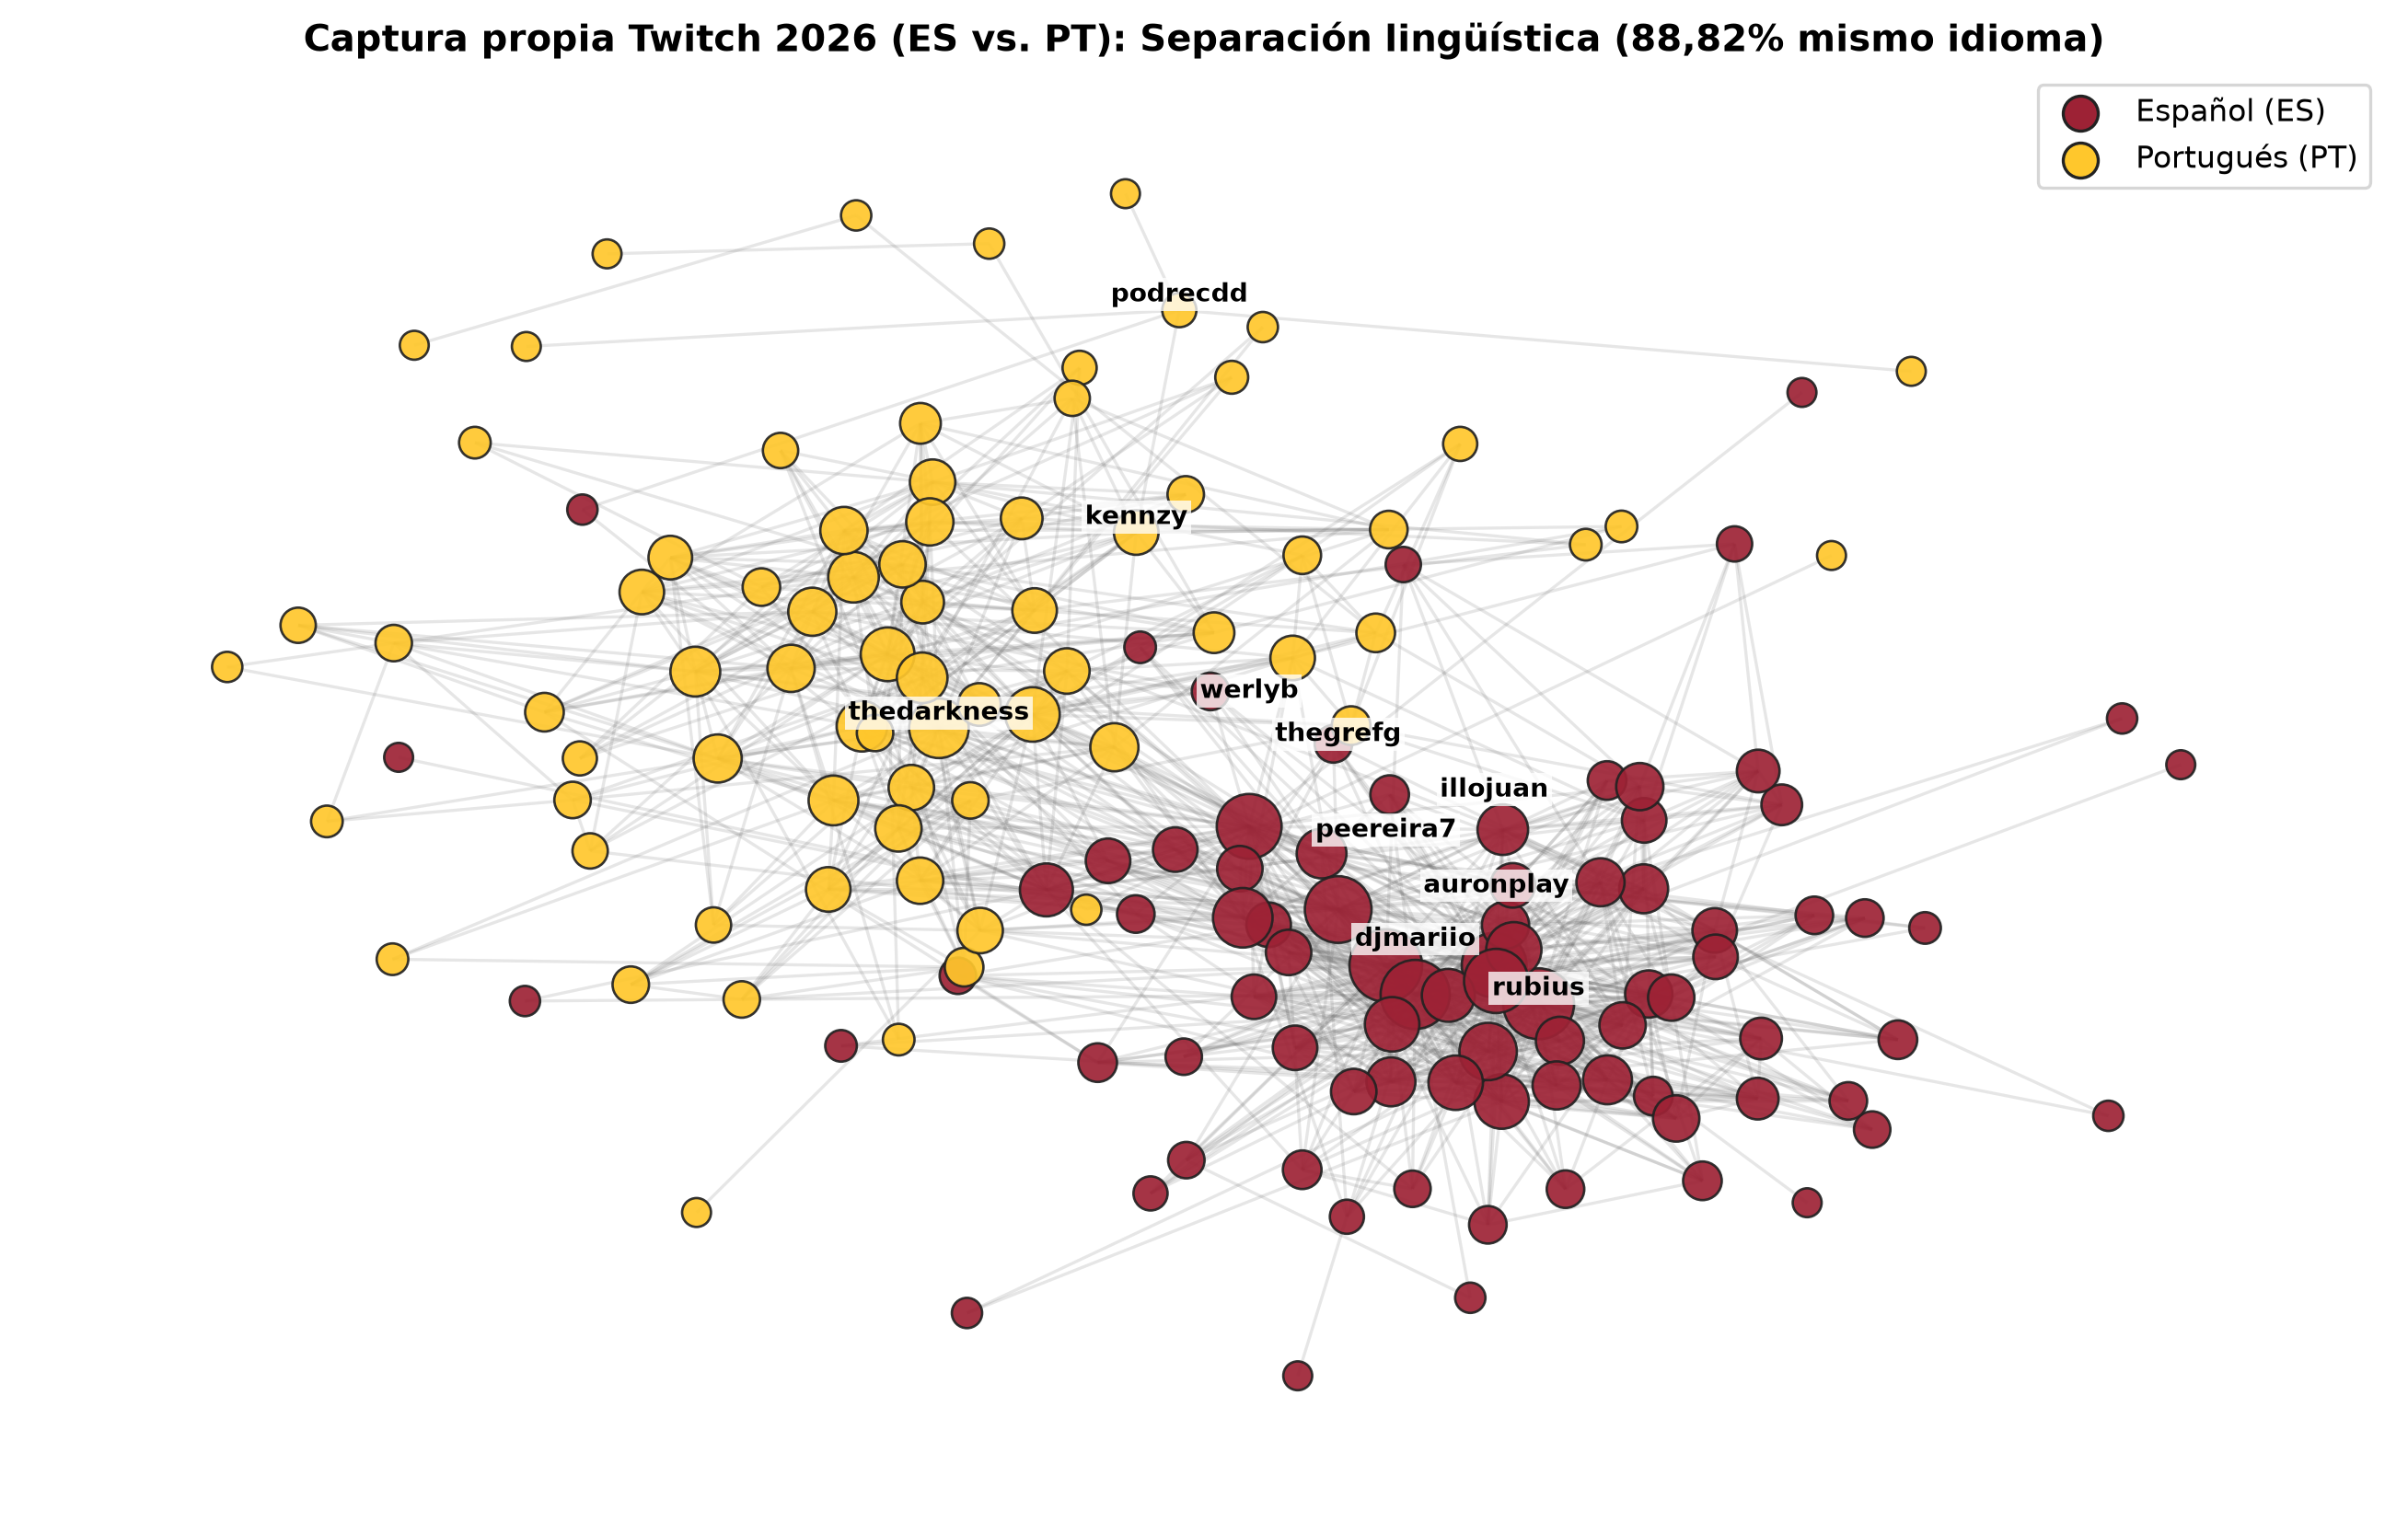 Captura propia Twitch 2026 (ES vs. PT): Separación lingüística (88,82% mismo idioma)
Español (ES)
Portugués (PT)
podrecdd
kennzy
werlyb
thedarkness
thegrefg
illojuan
peereira7
auronplay
djmariio
rubius